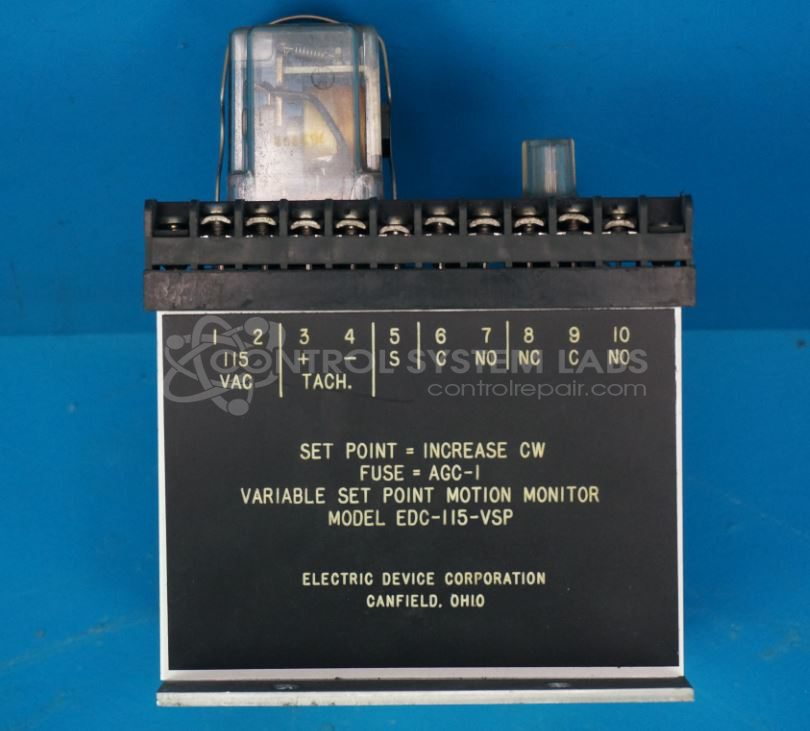 1 2 3 4 5 6 7 8 9 10
115 + - S C NO NC C NO
VAC TACH.
CONTROL SYSTEM LABS
controlrepair.com
SET POINT = INCREASE CW
FUSE = AGC-1
VARIABLE SET POINT MOTION MONITOR
MODEL EDC-115-VSP
ELECTRIC DEVICE CORPORATION
CANFIELD, OHIO